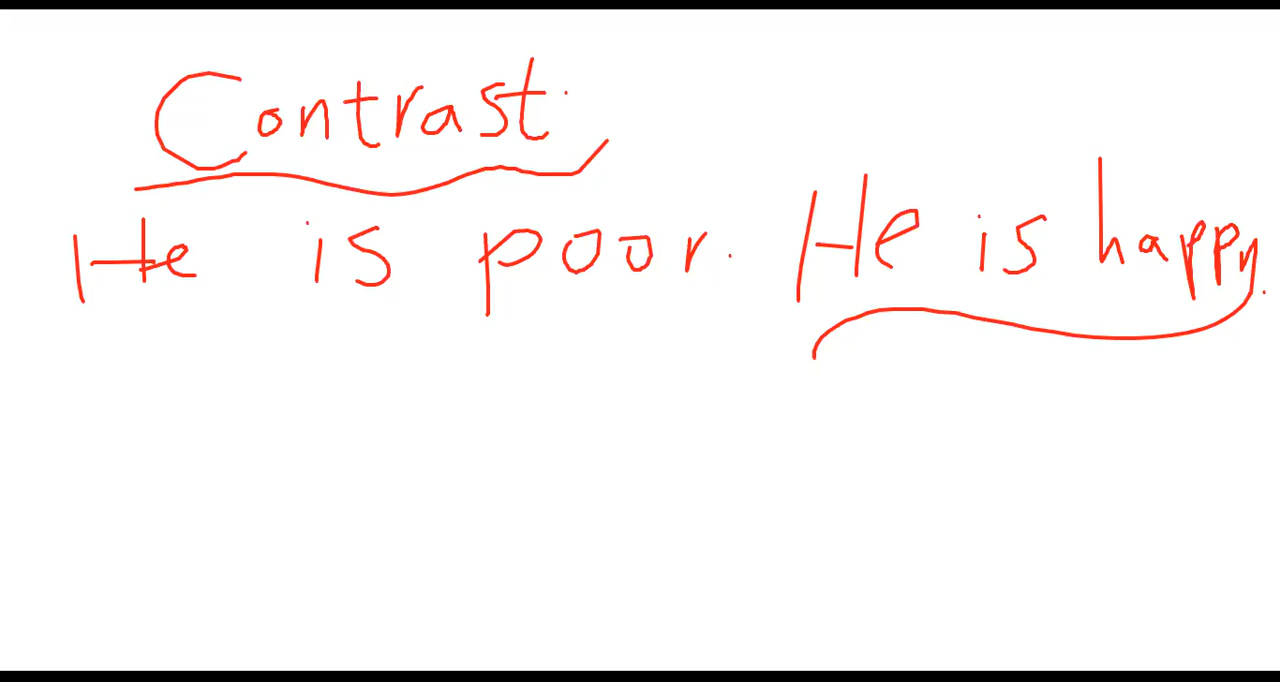 Contrast.
He is poor. He is happy.